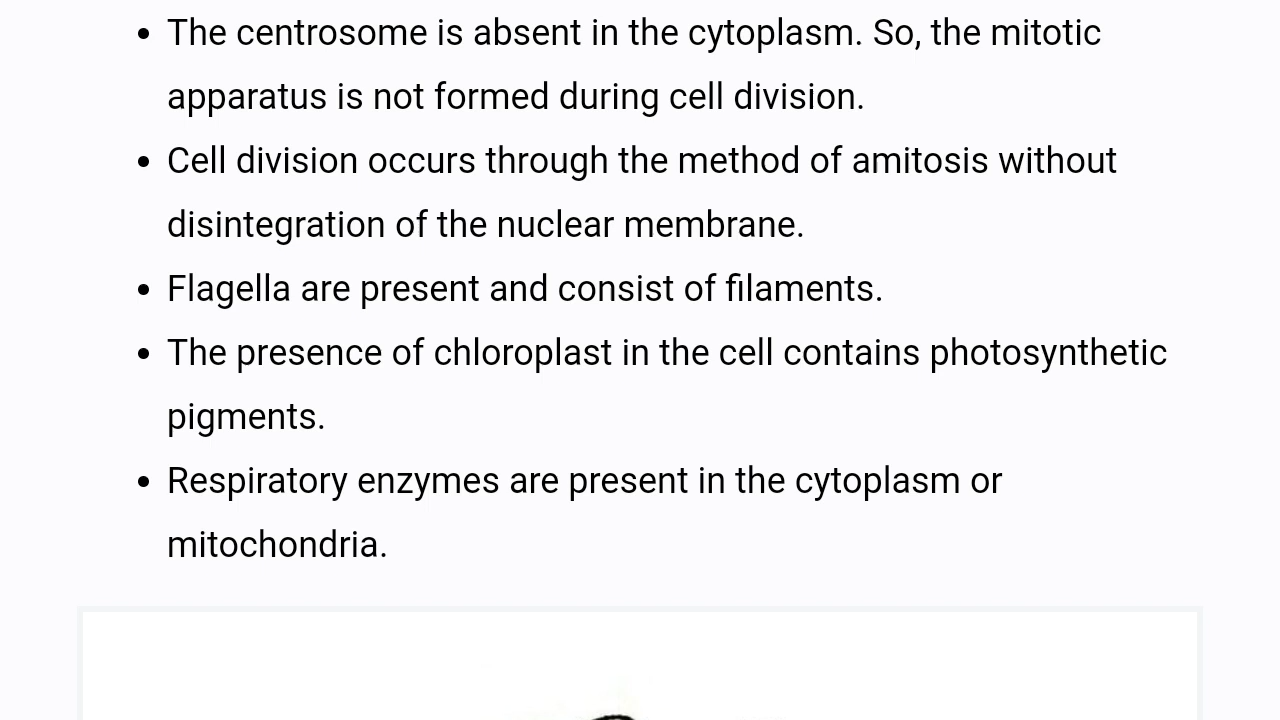 • The centrosome is absent in the cytoplasm. So, the mitotic
apparatus is not formed during cell division.
• Cell division occurs through the method of amitosis without
disintegration of the nuclear membrane.
• Flagella are present and consist of filaments.
• The presence of chloroplast in the cell contains photosynthetic
pigments.
• Respiratory enzymes are present in the cytoplasm or
mitochondria.